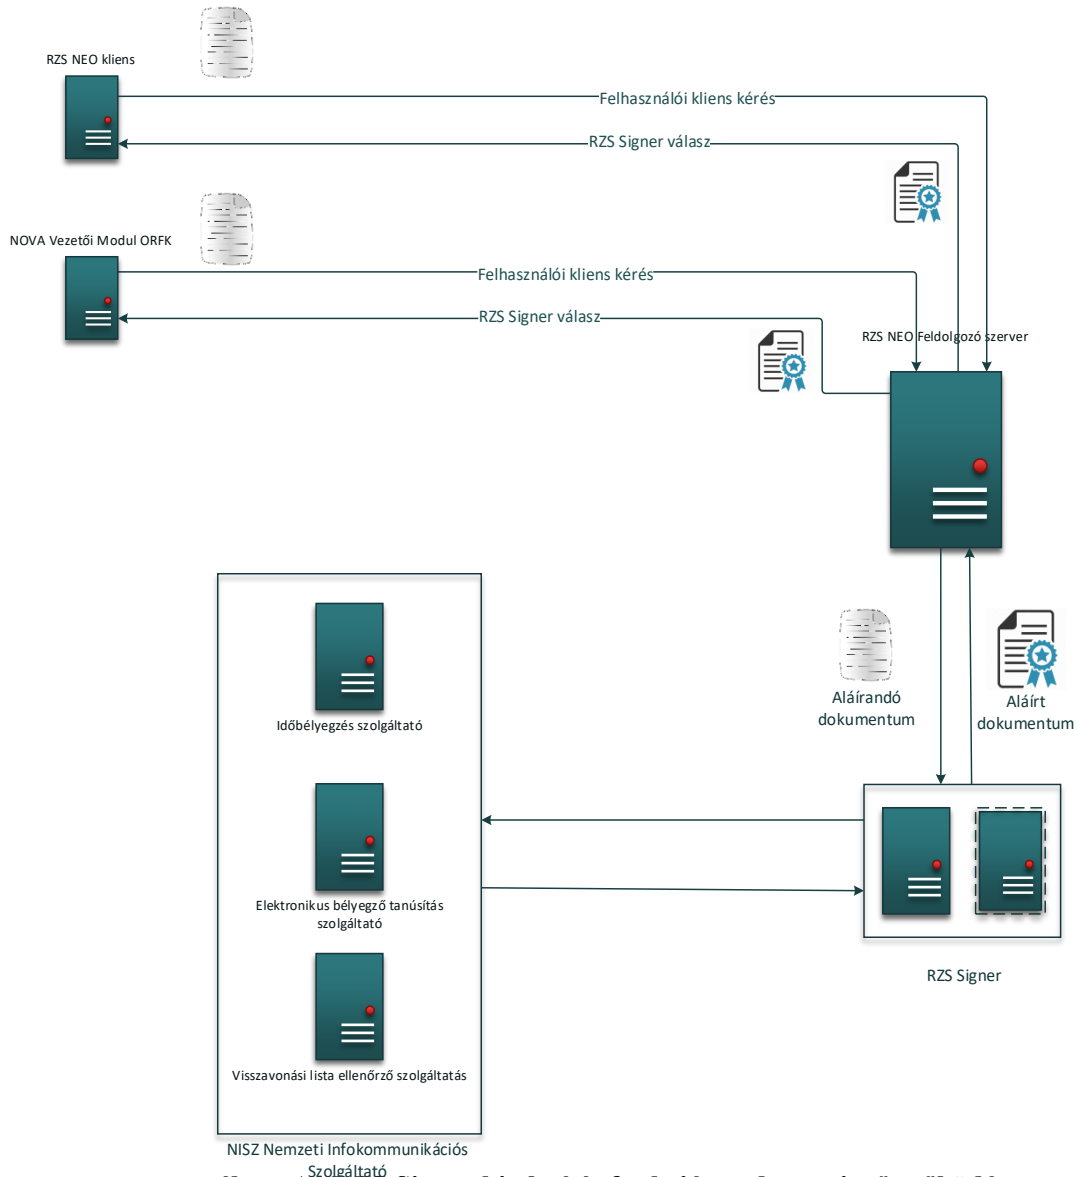 RZS NEO kliens
Felhasználói kliens kérés
RZS Signer válasz
NOVA Vezetői Modul ORFK
Felhasználói kliens kérés
RZS Signer válasz
RZS NEO Feldolgozó szerver
Aláírandó
dokumentum
Aláírt
dokumentum
Időbélyegzés szolgáltató
Elektronikus bélyegző tanúsítás
szolgáltató
RZS Signer
Visszavonási lista ellenőrző szolgáltatás
NISZ Nemzeti Infokommunikációs
Szolgáltató